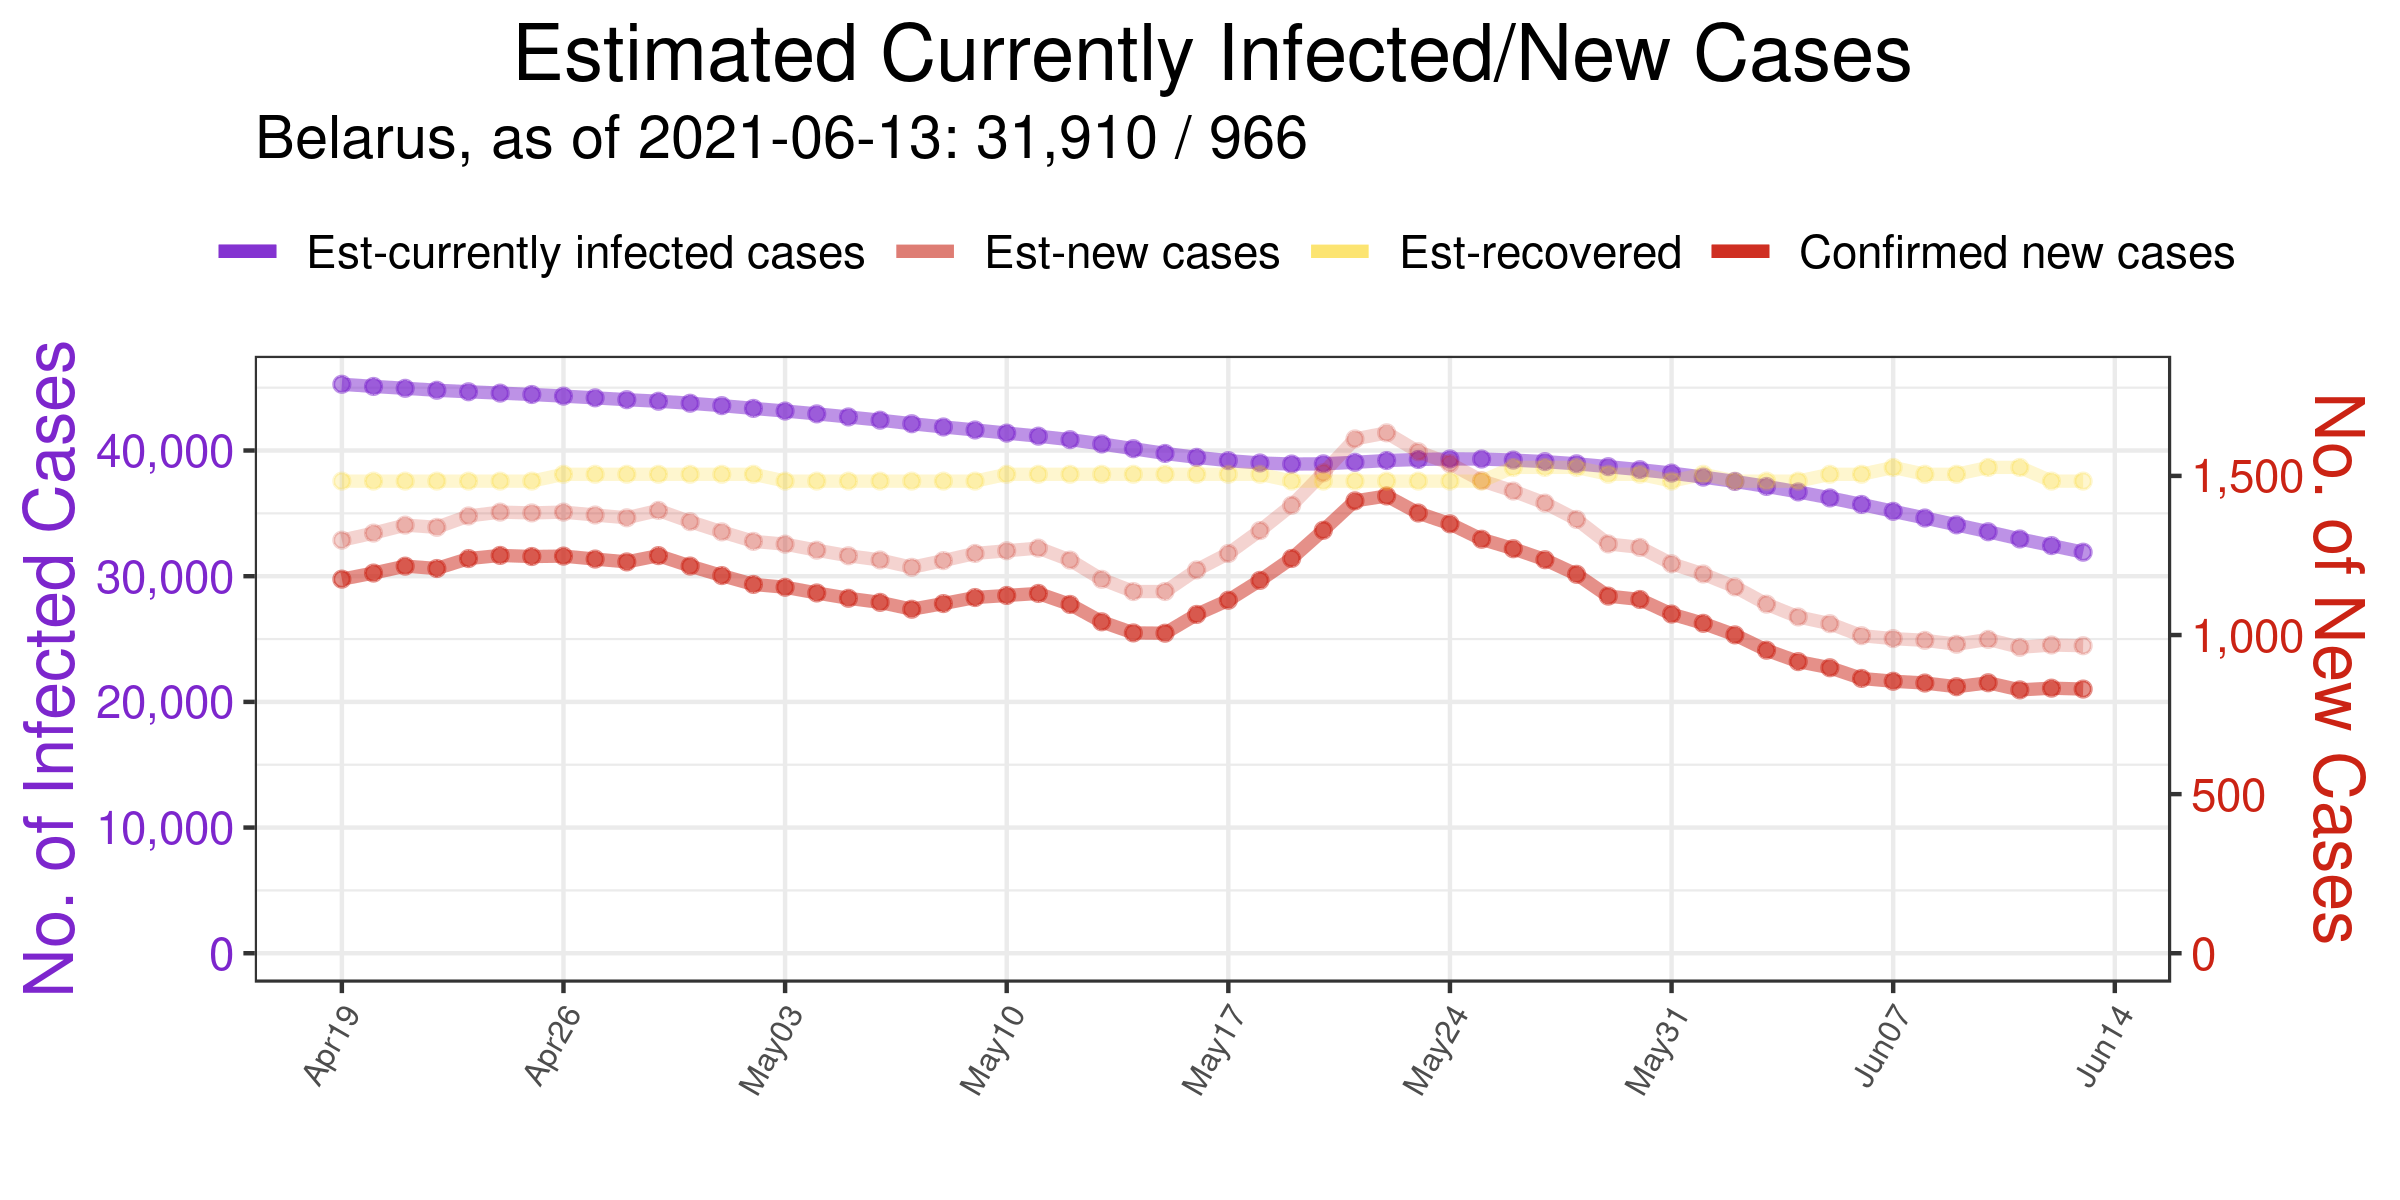 Estimated Currently Infected/New Cases
Belarus, as of 2021-06-13: 31,910 / 966
Est-currently infected cases Est-new cases Est-recovered Confirmed new cases
No. of Infected Cases
40,000
30,000
20,000
10,000
0
1,500
1,000
500
0
No. of New Cases
Apr19 Apr26 May03 May10 May17 May24 May31 Jun07 Jun14